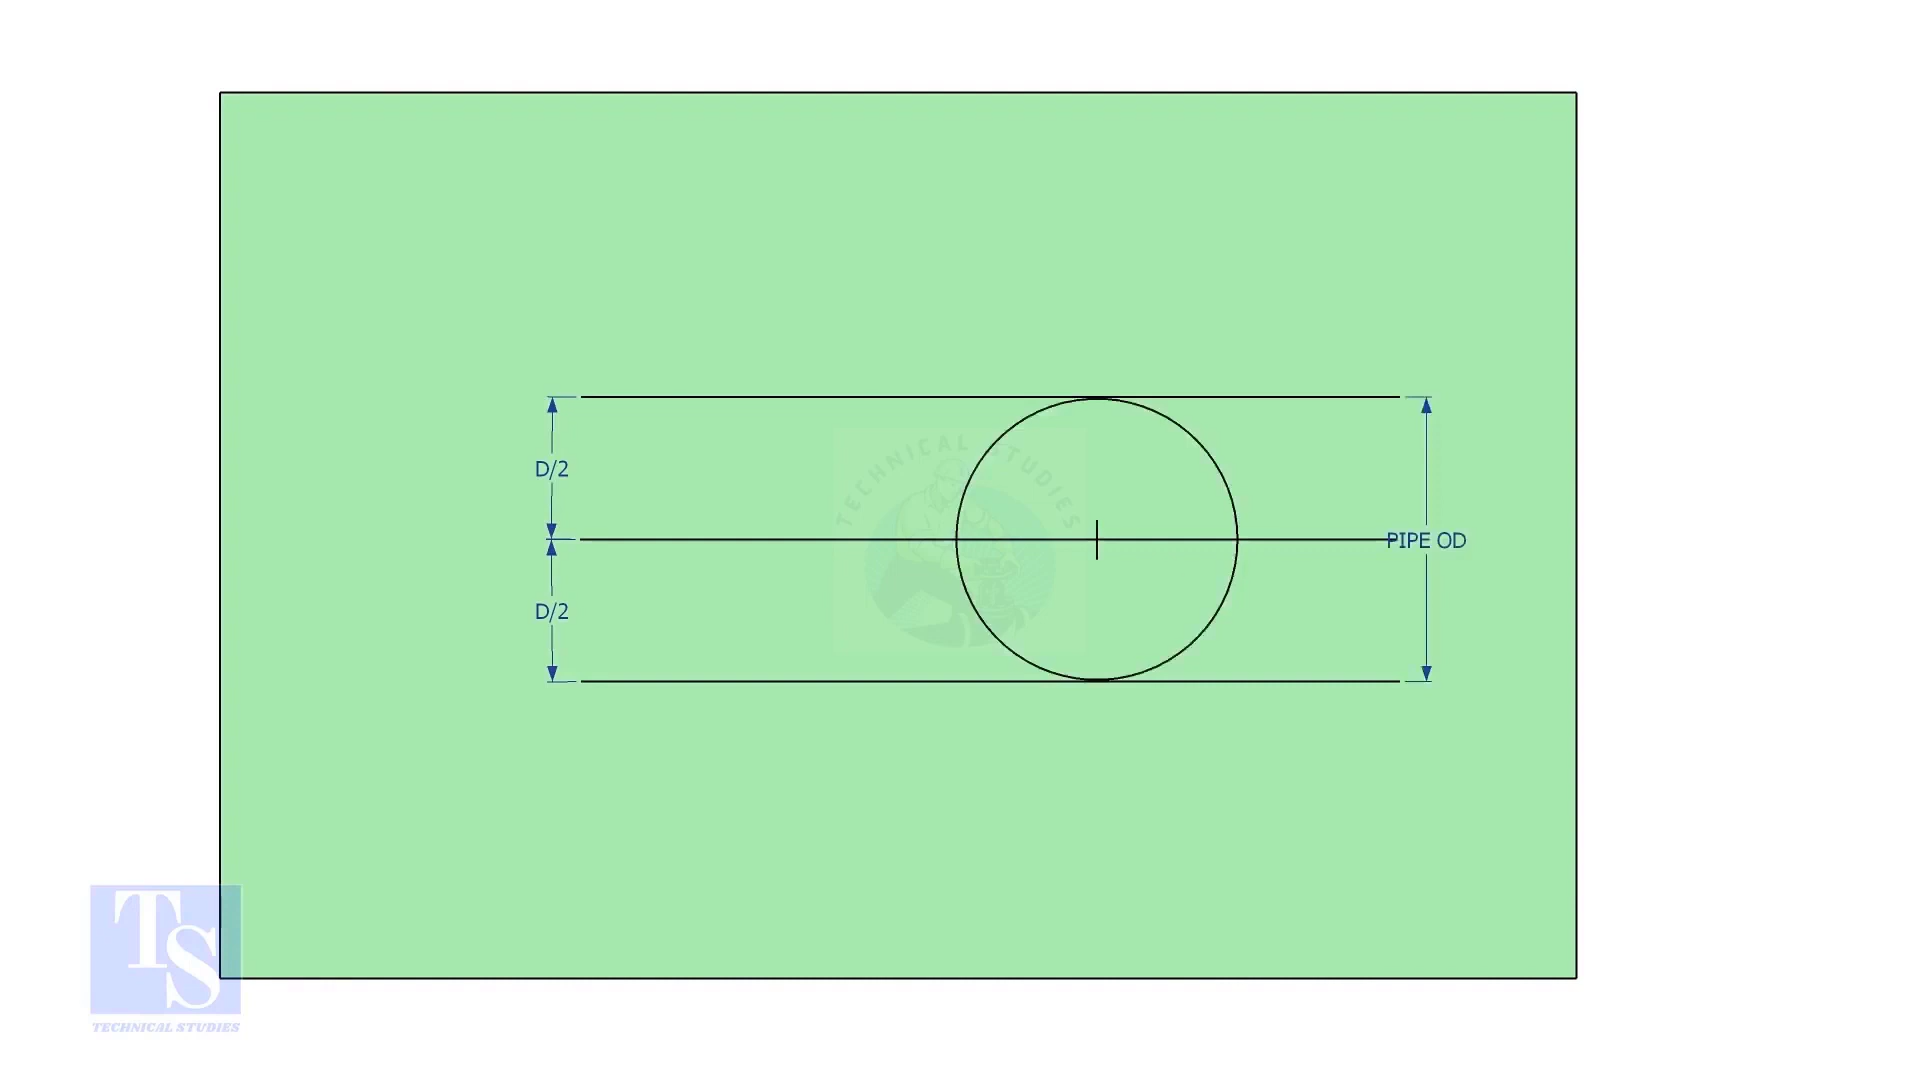 D/2
TECHNICAL STUDIES
PIPE OD
D/2
TS
TECHNICAL STUDIES